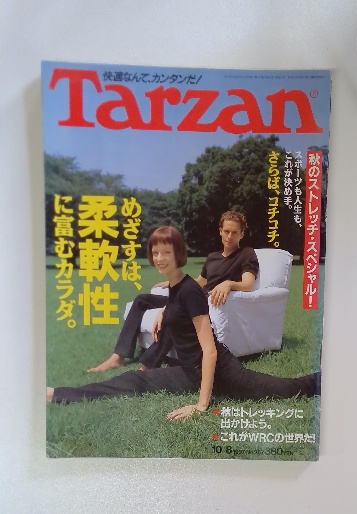 快適なんて、カンタンだ!
Tarzan®
秋のストレッチ・スペシャル!
スポーツも人生も、
これが決め手。
さらば、コチコチ。
めざすは、
柔軟性
に富むカラダ。
●秋はトレッキングに
出かけよう。
●これがWRCの世界だ!
10/8
380YEN